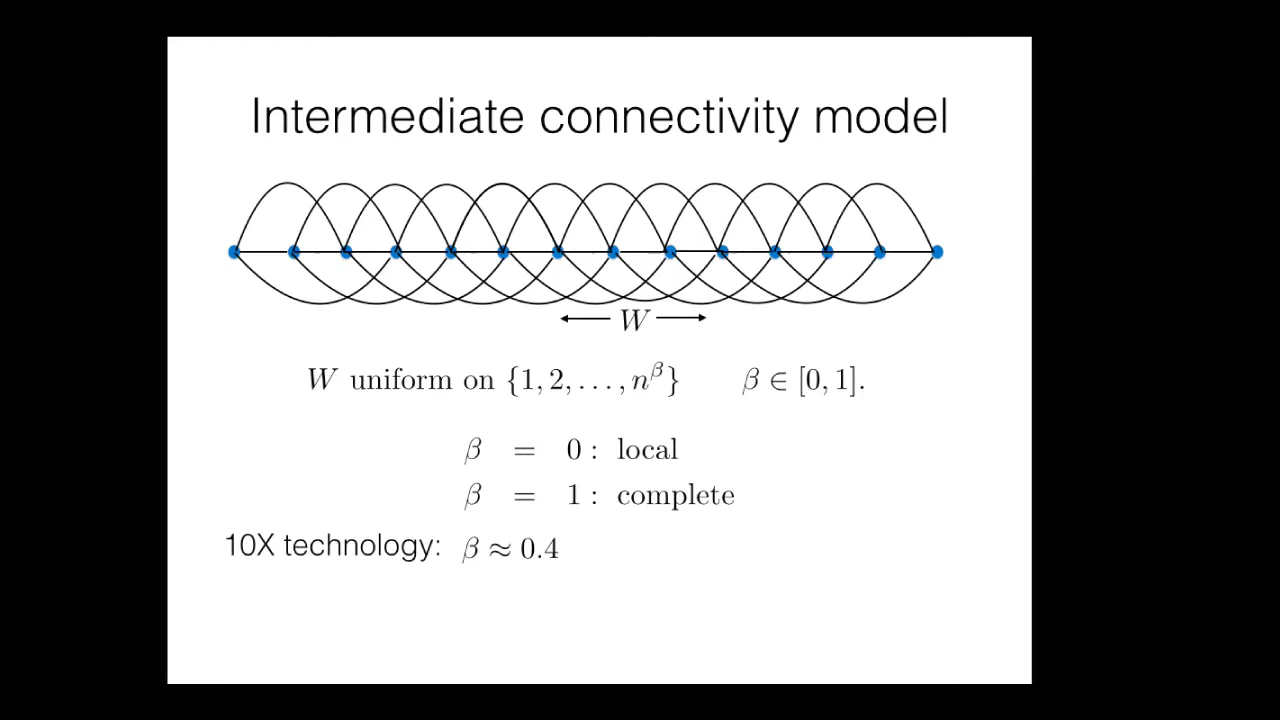 Intermediate connectivity model
W
W uniform on {1, 2, . . . , n^β} β ∈ [0, 1].
β = 0 : local
β = 1 : complete
10X technology: β ≈ 0.4